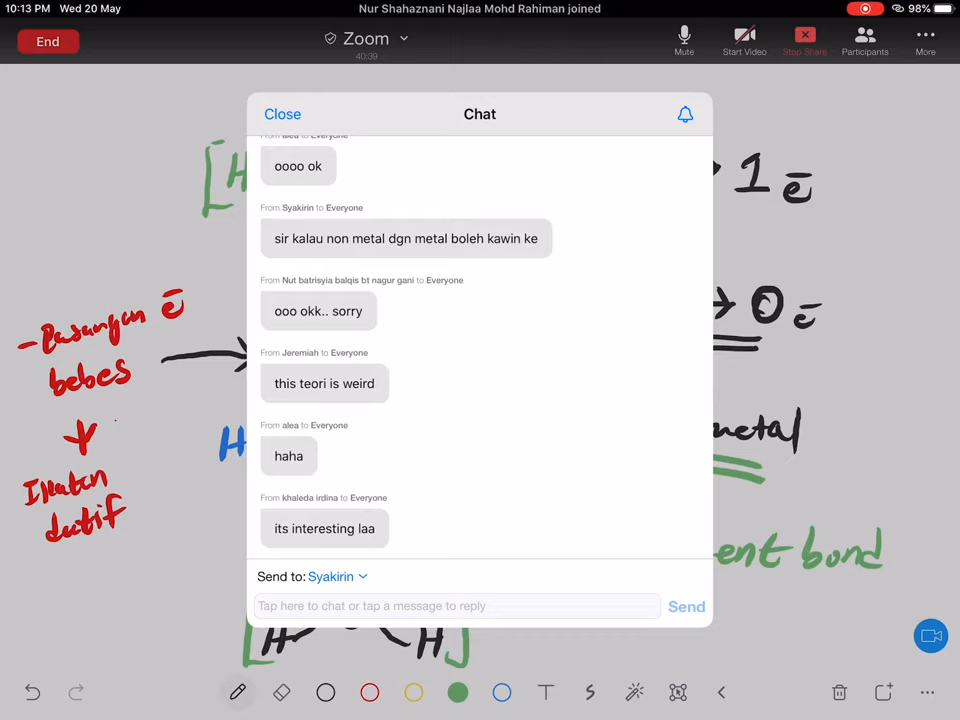 10:13 PM Wed 20 May
Nur Shahaznani Najlaa Mohd Rahiman joined
98%
End
Zoom
40:39
Mute
Start Video
Stop Share
Participants
More
Close
Chat
From alea to Everyone
oooo ok
From Syakirin to Everyone
sir kalau non metal dgn metal boleh kawin ke
From Nut batrisyia balqis bt nagur gani to Everyone
ooo okk.. sorry
From Jeremiah to Everyone
this teori is weird
From alea to Everyone
haha
From khaleda irdina to Everyone
its interesting laa
Send to: Syakirin
Tap here to chat or tap a message to reply
Send
[H
1 ē
- Pasangan ē
bebas
→ 0 ē
+
Ikatan
datif
H
metal
ent bond
[H H]
T